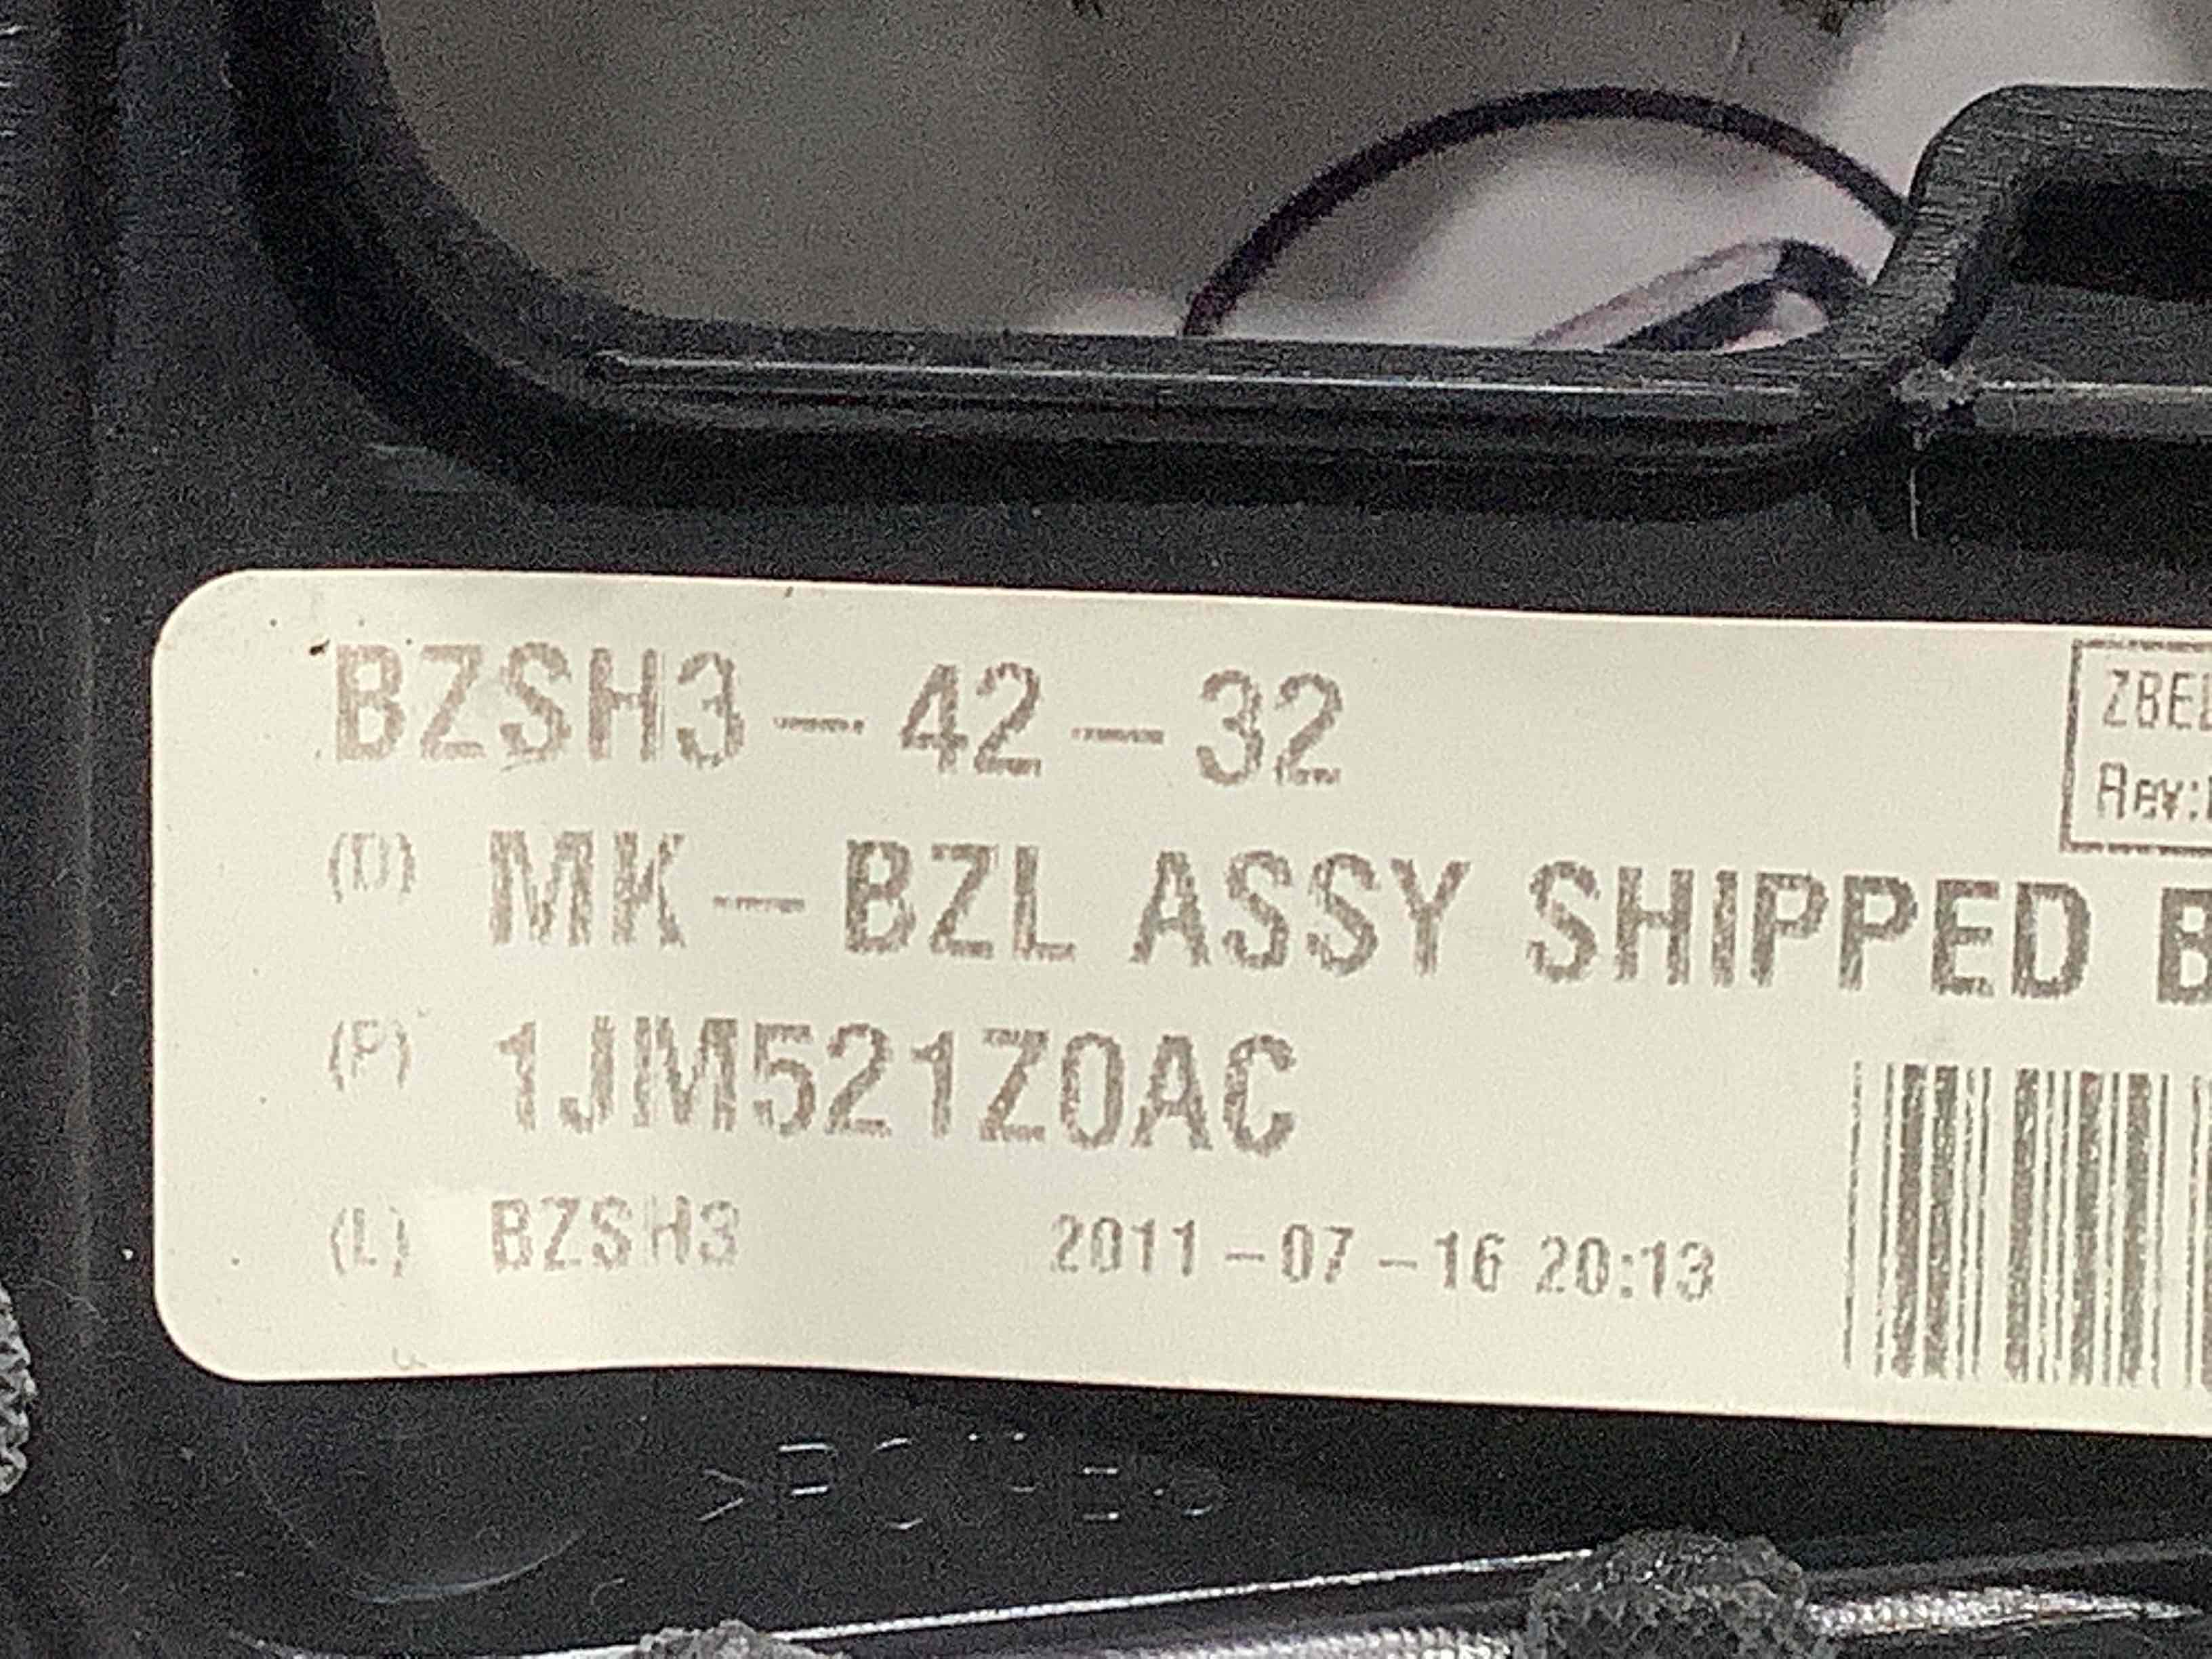 BZSH3-42-32
ZBE
Rev:
(D) MK-BZL ASSY SHIPPED B
(P) 1JM521Z0AC
(L) BZSH3 2011-07-16 20:13